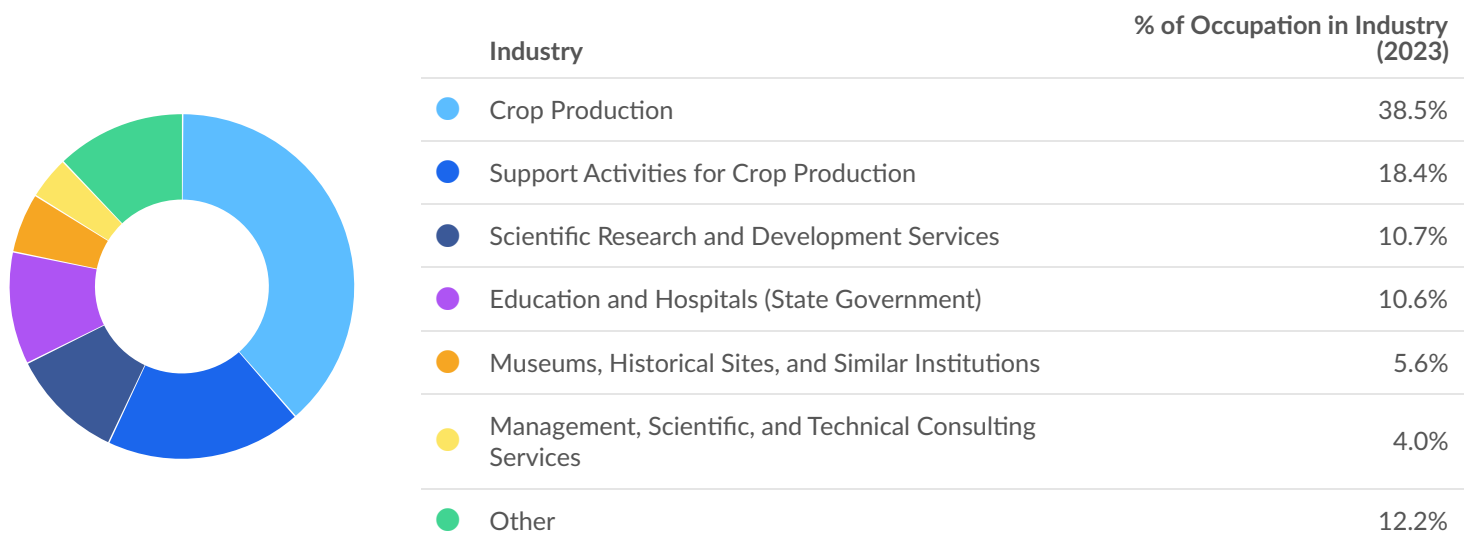 Industry % of Occupation in Industry
(2023)
Crop Production 38.5%
Support Activities for Crop Production 18.4%
Scientific Research and Development Services 10.7%
Education and Hospitals (State Government) 10.6%
Museums, Historical Sites, and Similar Institutions 5.6%
Management, Scientific, and Technical Consulting
Services 4.0%
Other 12.2%